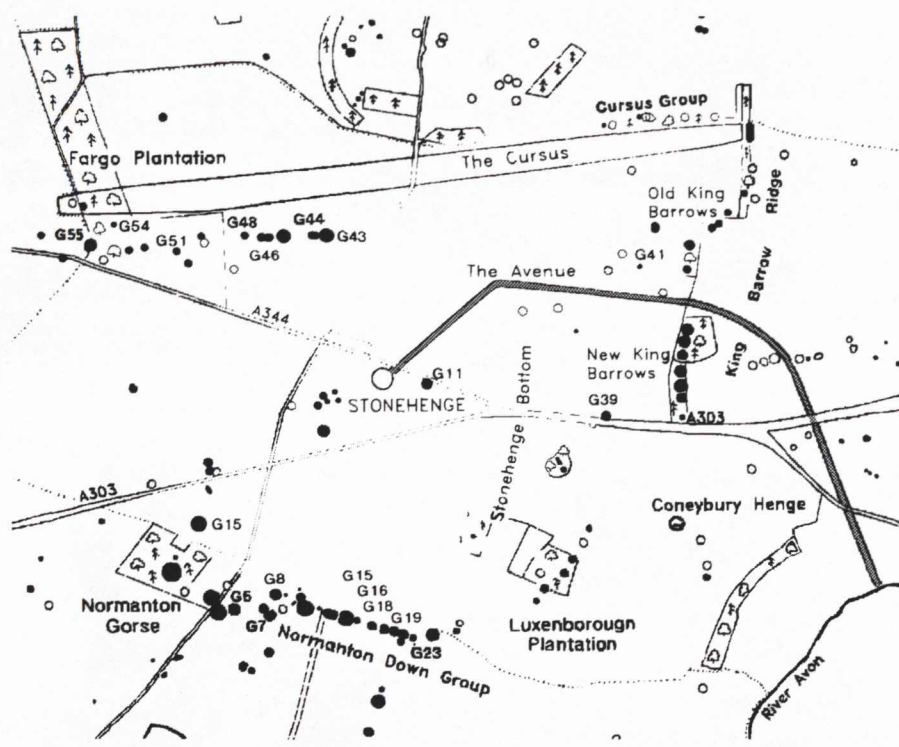 Cursus Group
Fargo Plantation
The Cursus
Old King
Barrows
Ridge
G54
G55
G51
G48
G44
G43
G46
G41
Barrow
The Avenue
A344
King
New King
Barrows
G11
STONEHENGE
Stonehenge Bottom
G39
A303
A303
G15
Coneybury Henge
G8
G15
G16
G18
G19
G5
G7
G23
Normanton
Gorse
Normanton Down Group
Luxenborough
Plantation
River Avon